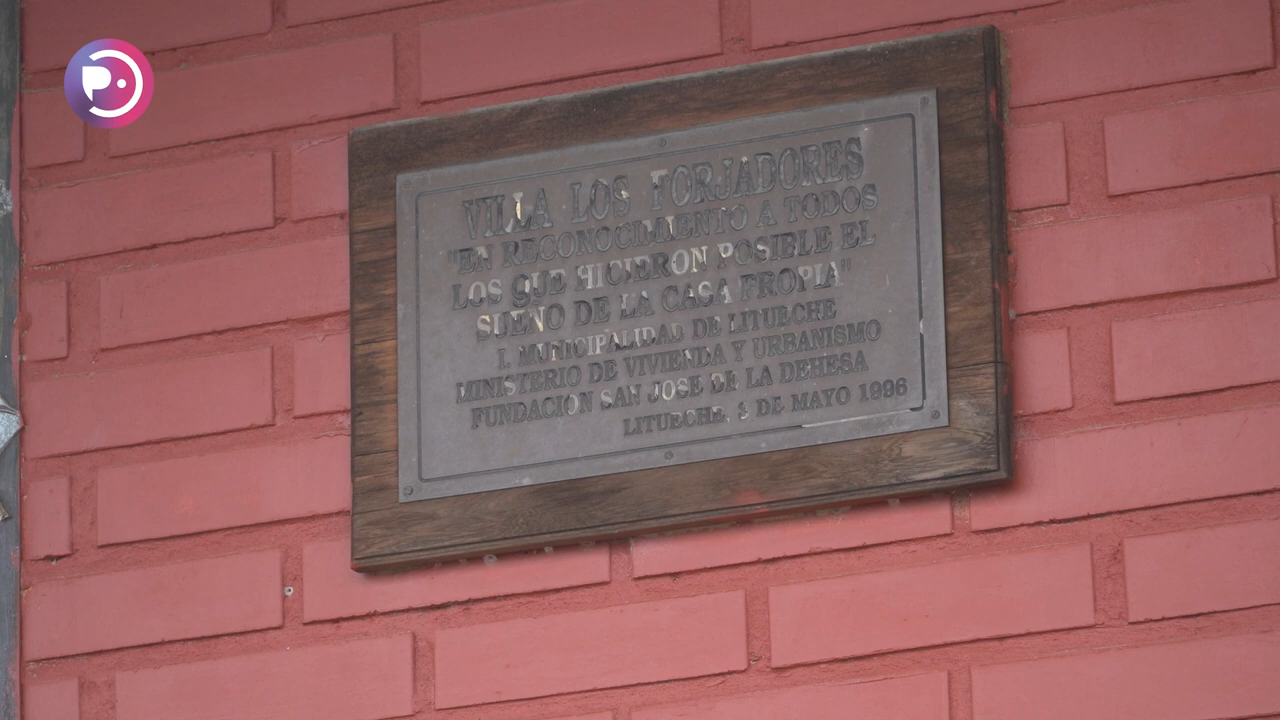 VILLA LOS FORJADORES
"EN RECONOCIMIENTO A TODOS
LOS QUE HICIERON POSIBLE EL
SUEÑO DE LA CASA PROPIA"
I. MUNICIPALIDAD DE LITUECHE
MINISTERIO DE VIVIENDA Y URBANISMO
FUNDACION SAN JOSE DE LA DEHESA
LITUECHE, DE MAYO 1996